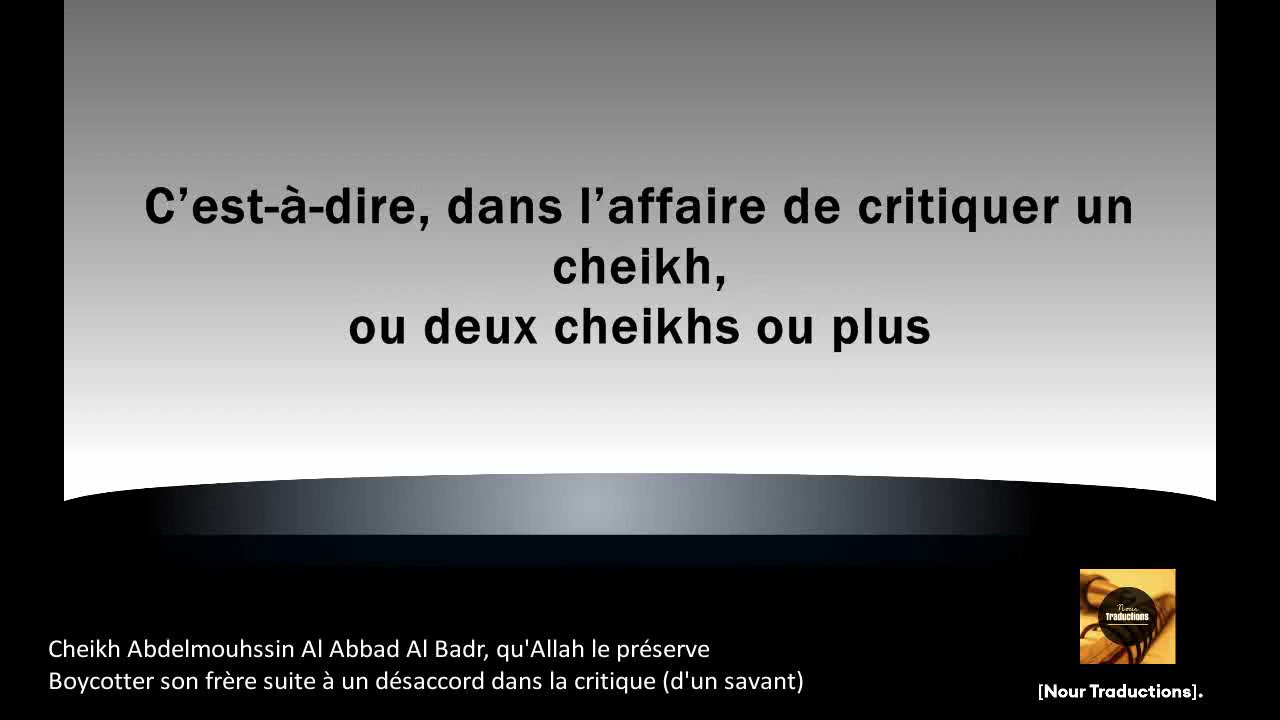 C’est-à-dire, dans l’affaire de critiquer un
cheikh,
ou deux cheikhs ou plus
Nour
Traductions
Cheikh Abdelmouhssin Al Abbad Al Badr, qu'Allah le préserve
Boycotter son frère suite à un désaccord dans la critique (d'un savant)
[Nour Traductions].